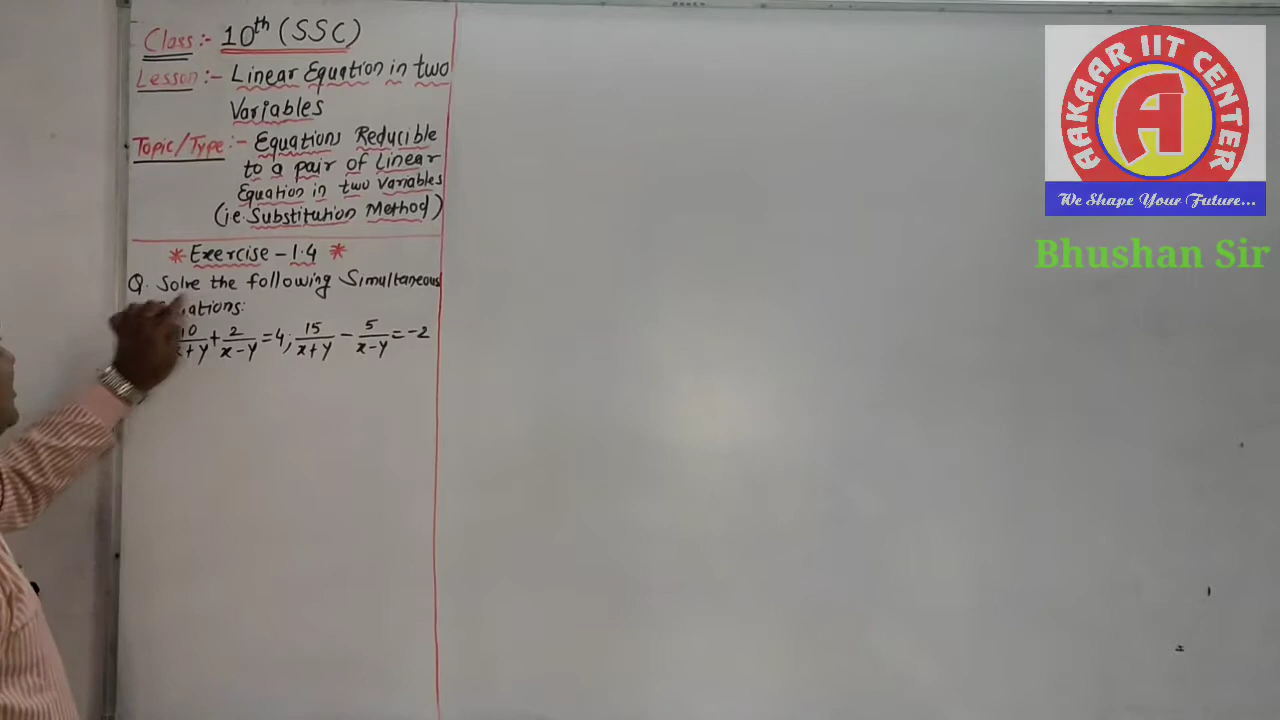 Class :- 10th (SSC)
Lesson :- Linear Equation in two
Variables
Topic/Type :- Equations Reducible
to a pair of Linear
Equation in two Variables
(ie. Substitution Method)
* Exercise - 1.4 *
Q. Solve the following Simultaneous
10/x+y + 2/x-y = 4; 15/x+y - 5/x-y = -2
AAKAAR IIT CENTER
A
We Shape Your Future...
Bhushan Sir